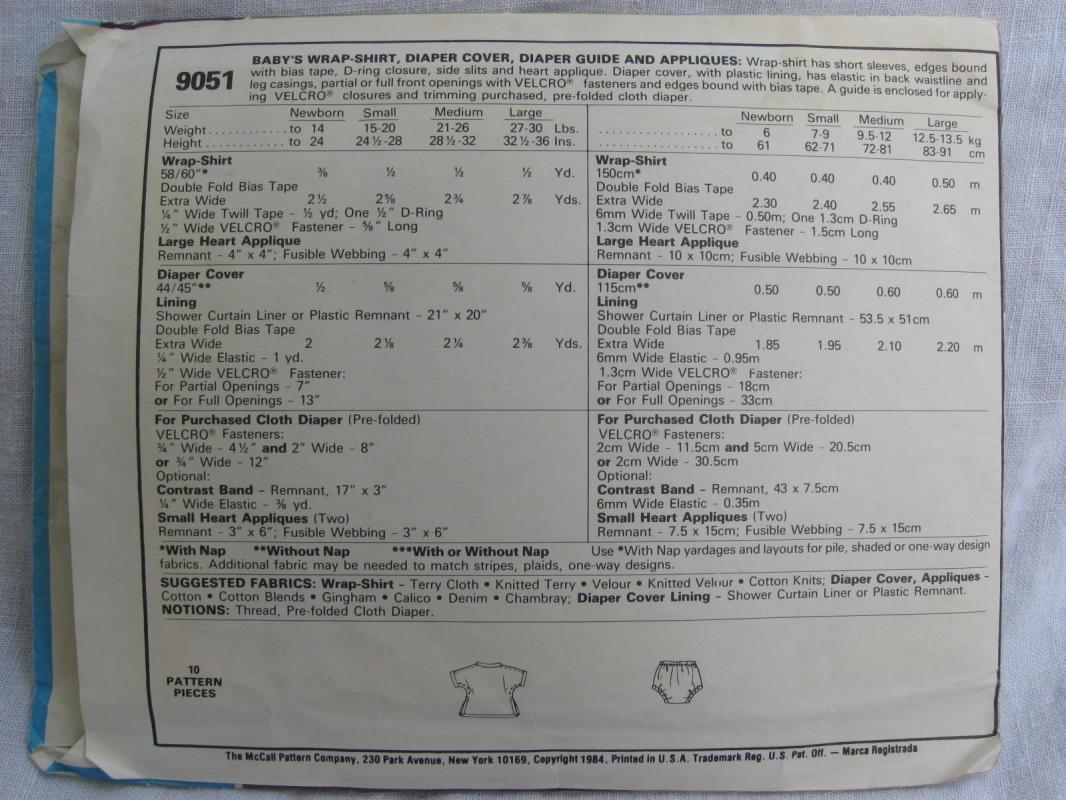 9051
BABY'S WRAP-SHIRT, DIAPER COVER, DIAPER GUIDE AND APPLIQUES: Wrap-shirt has short sleeves, edges bound
with bias tape, D-ring closure, side slits and heart applique. Diaper cover, with plastic lining, has elastic in back waistline and
leg casings, partial or full front openings with VELCRO® fasteners and edges bound with bias tape. A guide is enclosed for apply-
ing VELCRO® closures and trimming purchased, pre-folded cloth diaper.
Size Newborn Small Medium Large
Weight............to 14 15-20 21-26 27-30 Lbs.
Height............to 24 24½-28 28½-32 32½-36 Ins.
Wrap-Shirt
58/60"* ⅜ ½ ½ ½ Yd.
Double Fold Bias Tape
Extra Wide 2½ 2⅝ 2¾ 2⅞ Yds.
¼" Wide Twill Tape - ½ yd; One ½" D-Ring
½" Wide VELCRO® Fastener - ⅝" Long
Large Heart Applique
Remnant - 4" x 4"; Fusible Webbing - 4" x 4"
Diaper Cover
44/45"** ½ ⅝ ⅝ ⅝ Yd.
Lining
Shower Curtain Liner or Plastic Remnant - 21" x 20"
Double Fold Bias Tape
Extra Wide 2 2⅛ 2¼ 2⅜ Yds.
¼" Wide Elastic - 1 yd.
½" Wide VELCRO® Fastener:
For Partial Openings - 7"
or For Full Openings - 13"
For Purchased Cloth Diaper (Pre-folded)
VELCRO® Fasteners:
¾" Wide - 4½" and 2" Wide - 8"
or ¾" Wide - 12"
Optional:
Contrast Band - Remnant, 17" x 3"
¼" Wide Elastic - ⅜ yd.
Small Heart Appliques (Two)
Remnant - 3" x 6"; Fusible Webbing - 3" x 6"
Newborn Small Medium Large
..................to 6 7-9 9.5-12 12.5-13.5 kg
..................to 61 62-71 72-81 83-91 cm
Wrap-Shirt
150cm* 0.40 0.40 0.40 0.50 m
Double Fold Bias Tape
Extra Wide 2.30 2.40 2.55 2.65 m
6mm Wide Twill Tape - 0.50m; One 1.3cm D-Ring
1.3cm Wide VELCRO® Fastener - 1.5cm Long
Large Heart Applique
Remnant - 10 x 10cm; Fusible Webbing - 10 x 10cm
Diaper Cover
115cm** 0.50 0.50 0.60 0.60 m
Lining
Shower Curtain Liner or Plastic Remnant - 53.5 x 51cm
Double Fold Bias Tape
Extra Wide 1.85 1.95 2.10 2.20 m
6mm Wide Elastic - 0.95m
1.3cm Wide VELCRO® Fastener:
For Partial Openings - 18cm
or For Full Openings - 33cm
For Purchased Cloth Diaper (Pre-folded)
VELCRO® Fasteners:
2cm Wide - 11.5cm and 5cm Wide - 20.5cm
or 2cm Wide - 30.5cm
Optional:
Contrast Band - Remnant, 43 x 7.5cm
6mm Wide Elastic - 0.35m
Small Heart Appliques (Two)
Remnant - 7.5 x 15cm; Fusible Webbing - 7.5 x 15cm
*With Nap **Without Nap ***With or Without Nap Use *With Nap yardages and layouts for pile, shaded or one-way design
fabrics. Additional fabric may be needed to match stripes, plaids, one-way designs.
SUGGESTED FABRICS: Wrap-Shirt - Terry Cloth • Knitted Terry • Velour • Knitted Velour • Cotton Knits; Diaper Cover, Appliques -
Cotton • Cotton Blends • Gingham • Calico • Denim • Chambray; Diaper Cover Lining - Shower Curtain Liner or Plastic Remnant.
NOTIONS: Thread, Pre-folded Cloth Diaper.
10
PATTERN
PIECES
The McCall Pattern Company, 230 Park Avenue, New York 10169, Copyright 1984, Printed in U.S.A. Trademark Reg. U.S. Pat. Off. — Marca Registrada